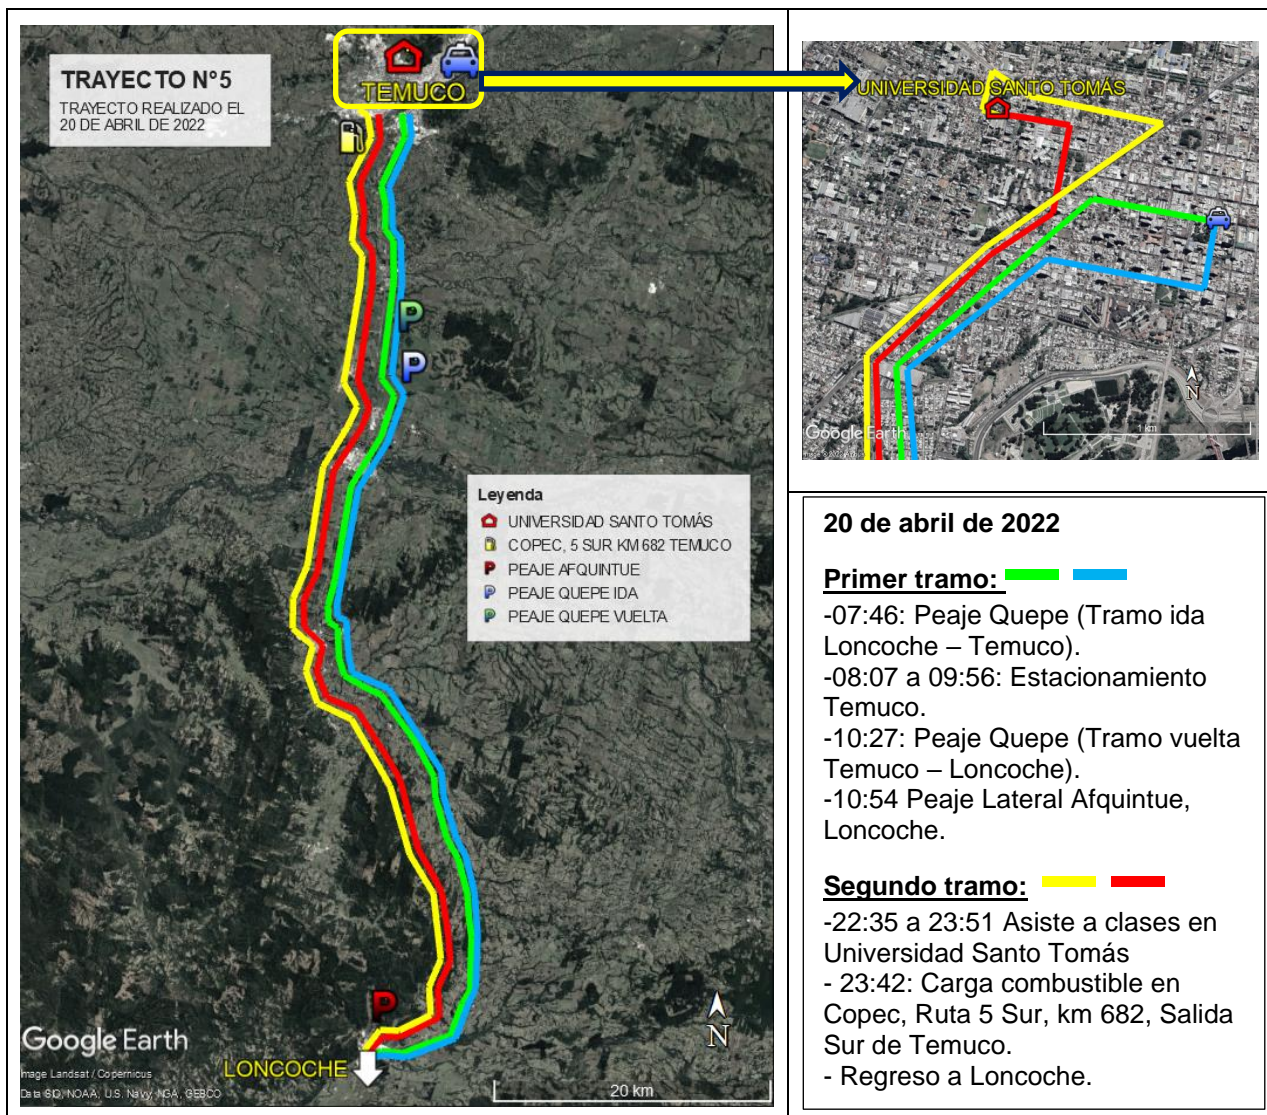 TRAYECTO N°5
TRAYECTO REALIZADO EL
20 DE ABRIL DE 2022
TEMUCO
P
P
Leyenda
UNIVERSIDAD SANTO TOMÁS
COPEC, 5 SUR KM 682 TEMUCO
P PEAJE AFQUINTUE
P PEAJE QUEPE IDA
P PEAJE QUEPE VUELTA
P
N
Google Earth
LONCOCHE
Image Landsat / Copernicus
Data SIO, NOAA, U.S. Navy, NGA, GEBCO
20 km
UNIVERSIDAD SANTO TOMÁS
N
Google Earth
1 km
20 de abril de 2022
Primer tramo:
-07:46: Peaje Quepe (Tramo ida
Loncoche – Temuco).
-08:07 a 09:56: Estacionamiento
Temuco.
-10:27: Peaje Quepe (Tramo vuelta
Temuco – Loncoche).
-10:54 Peaje Lateral Afquintue,
Loncoche.
Segundo tramo:
-22:35 a 23:51 Asiste a clases en
Universidad Santo Tomás
- 23:42: Carga combustible en
Copec, Ruta 5 Sur, km 682, Salida
Sur de Temuco.
- Regreso a Loncoche.